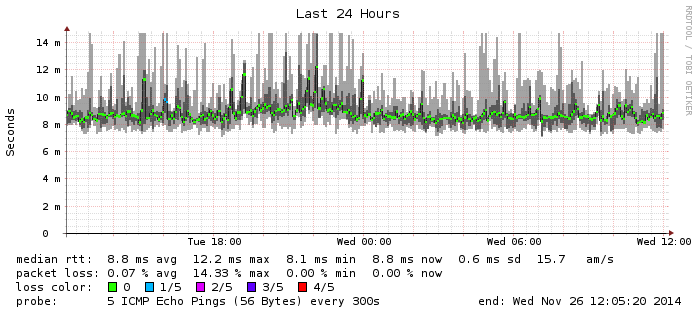 Last 24 Hours
RRDTOOL / TOBI OETIKER
Seconds
14 m
12 m
10 m
8 m
6 m
4 m
2 m
0
Tue 18:00 Wed 00:00 Wed 06:00 Wed 12:00
median rtt: 8.8 ms avg 12.2 ms max 8.1 ms min 8.8 ms now 0.6 ms sd 15.7 am/s
packet loss: 0.07 % avg 14.33 % max 0.00 % min 0.00 % now
loss color: 0 1/5 2/5 3/5 4/5
probe: 5 ICMP Echo Pings (56 Bytes) every 300s end: Wed Nov 26 12:05:20 2014